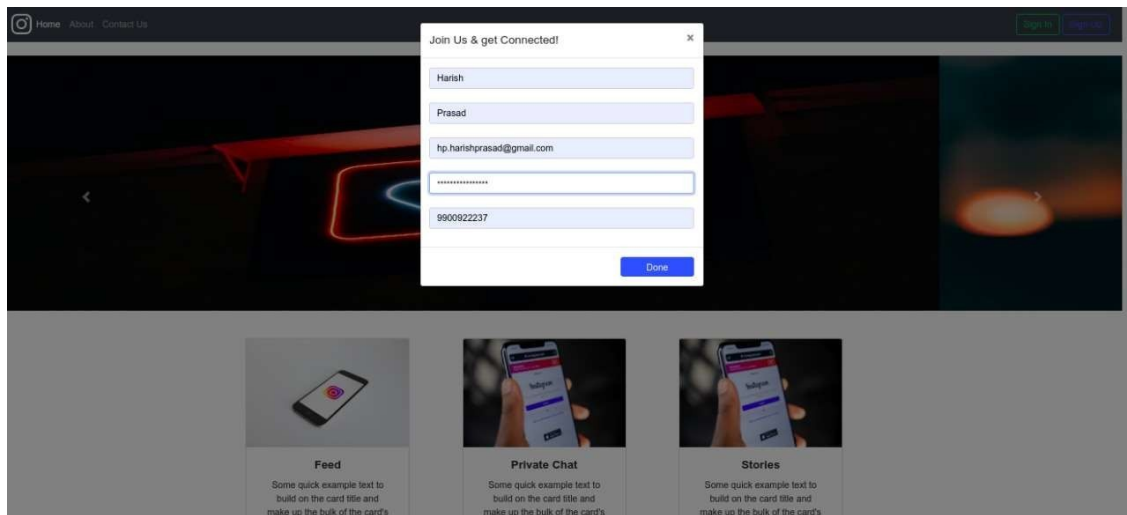 Home About Contact Us
Sign In Sign-Up
Join Us & get Connected!
×
Harish
Prasad
hp.harishprasad@gmail.com
****************
9900922237
Done
Feed
Some quick example text to
build on the card title and
make up the bulk of the card's
Instagram
Private Chat
Some quick example text to
build on the card title and
make up the bulk of the card's
Instagram
Stories
Some quick example text to
build on the card title and
make up the bulk of the card's